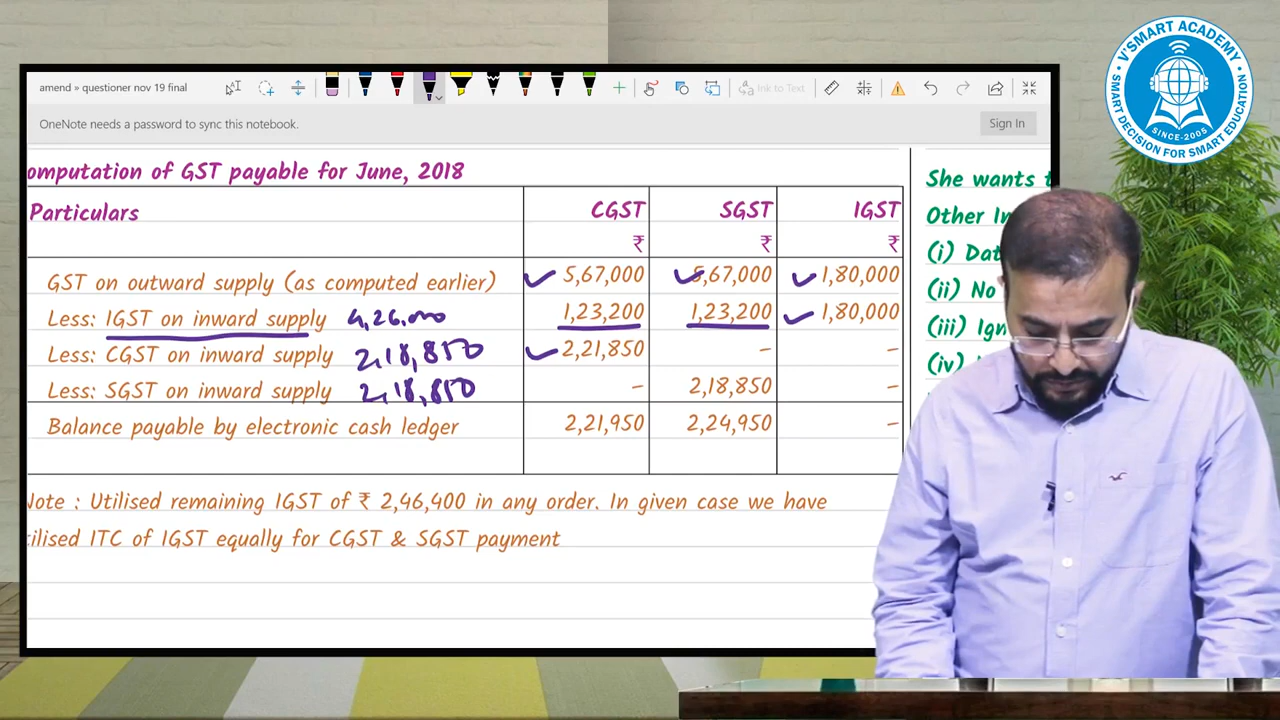 V'SMART ACADEMY
SMART DECISION FOR SMART EDUCATION
SINCE-2005
amend » questioner nov 19 final
Ink to Text
OneNote needs a password to sync this notebook.
Sign In
omputation of GST payable for June, 2018
Particulars CGST SGST IGST
₹ ₹ ₹
GST on outward supply (as computed earlier) 5,67,000 5,67,000 1,80,000
Less: IGST on inward supply 4,26,000 1,23,200 1,23,200 1,80,000
Less: CGST on inward supply 2,18,850 2,21,850 – –
Less: SGST on inward supply 2,18,850 – 2,18,850 –
Balance payable by electronic cash ledger 2,21,950 2,24,950 –
Note : Utilised remaining IGST of ₹ 2,46,400 in any order. In given case we have
tilised ITC of IGST equally for CGST & SGST payment
She wants t
Other In
(i) Dat
(ii) No
(iii) Ign
(iv)